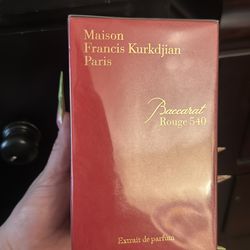 Maison
Francis Kurkdjian
Paris
Baccarat
Rouge 540
Extrait de parfum